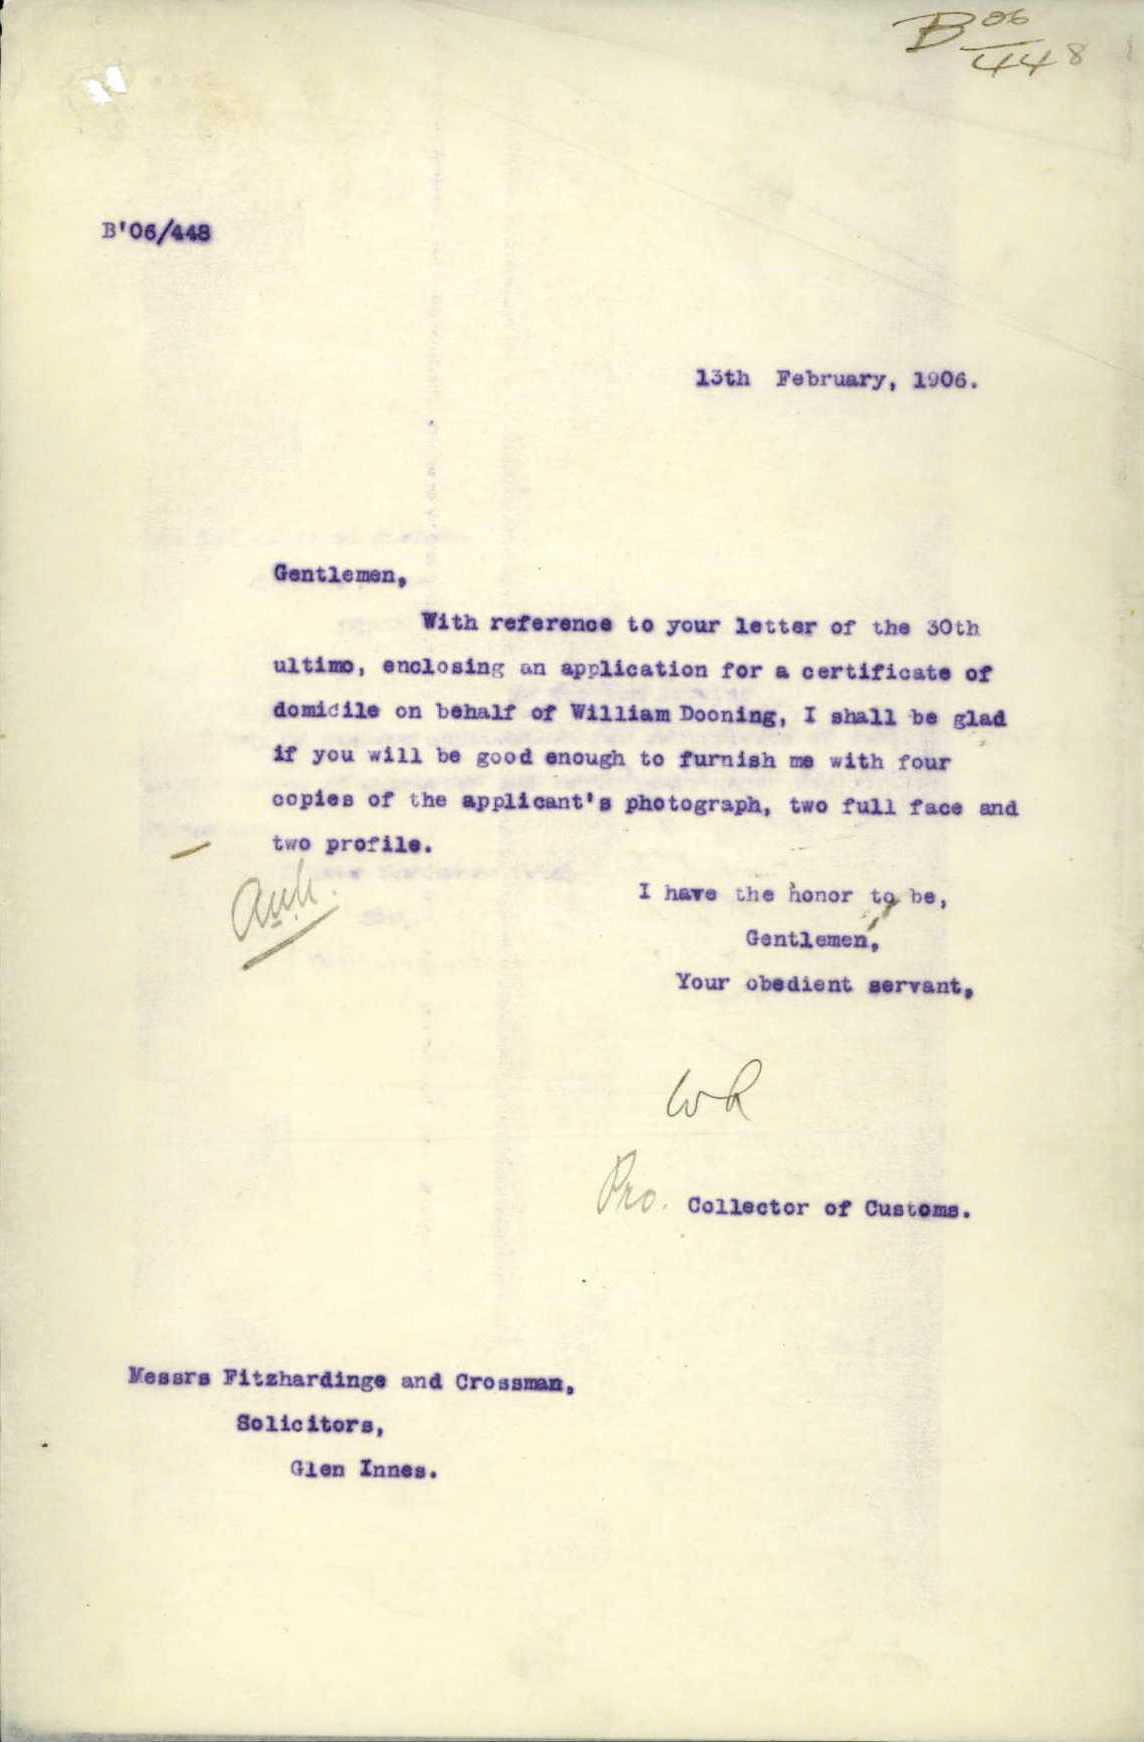 B 06
448
B'06/448
13th February, 1906.
Gentlemen,
With reference to your letter of the 30th
ultimo, enclosing an application for a certificate of
domicile on behalf of William Dooning, I shall be glad
if you will be good enough to furnish me with four
copies of the applicant's photograph, two full face and
two profile.
I have the honor to be,
Gentlemen,
Your obedient servant,
WR
Pro. Collector of Customs.
Messrs Fitzhardinge and Crossman,
Solicitors,
Glen Innes.